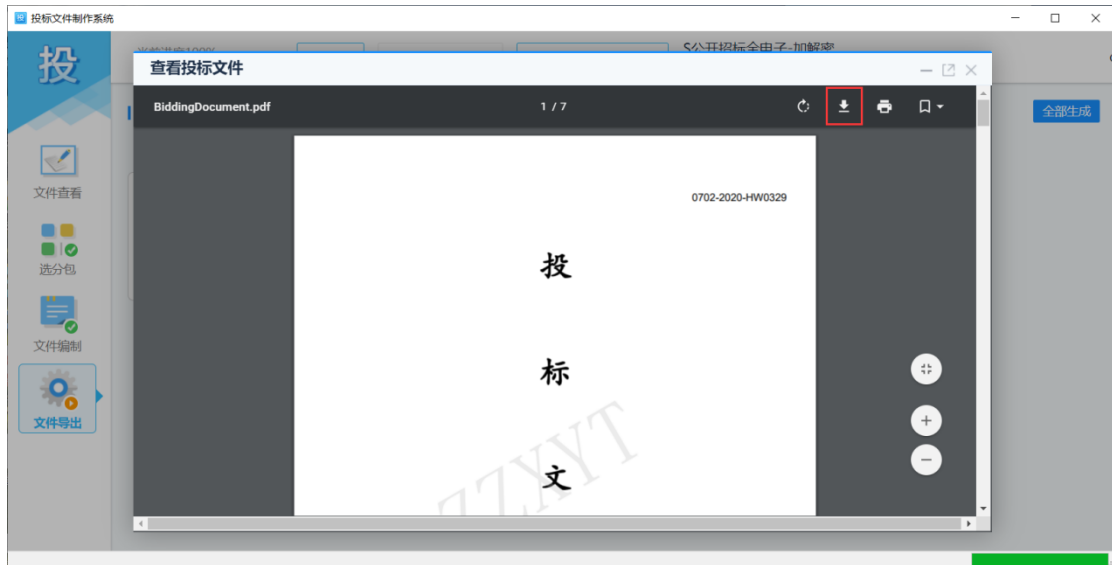 投标文件制作系统
投
S公开招标全电子-加解密
查看投标文件
BiddingDocument.pdf
1 / 7
全部生成
文件查看
选分包
文件编制
文件导出
0702-2020-HW0329
投
标
文
ZZXYT